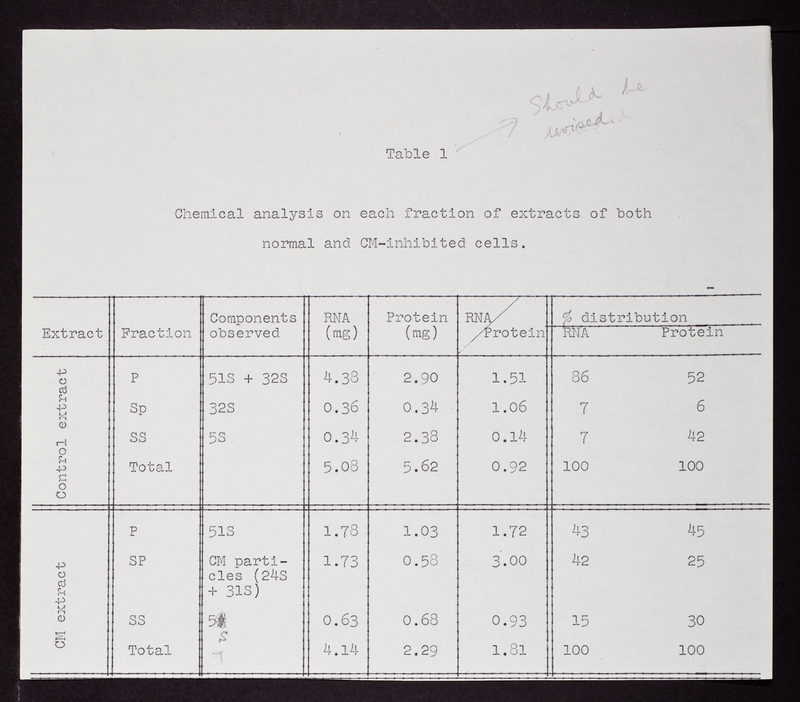 Should be
revised.
Table 1
Chemical analysis on each fraction of extracts of both
normal and CM-inhibited cells.
Extract Fraction Components observed RNA (mg) Protein (mg) RNA/Protein % distribution RNA Protein
Control extract
P 51S + 32S 4.38 2.90 1.51 86 52
Sp 32S 0.36 0.34 1.06 7 6
SS 5S 0.34 2.38 0.14 7 42
Total 5.08 5.62 0.92 100 100
CM extract
P 51S 1.78 1.03 1.72 43 45
SP CM parti- 1.73 0.58 3.00 42 25
cles (24S
+ 31S)
SS 5S 0.63 0.68 0.93 15 30
Total 4.14 2.29 1.81 100 100